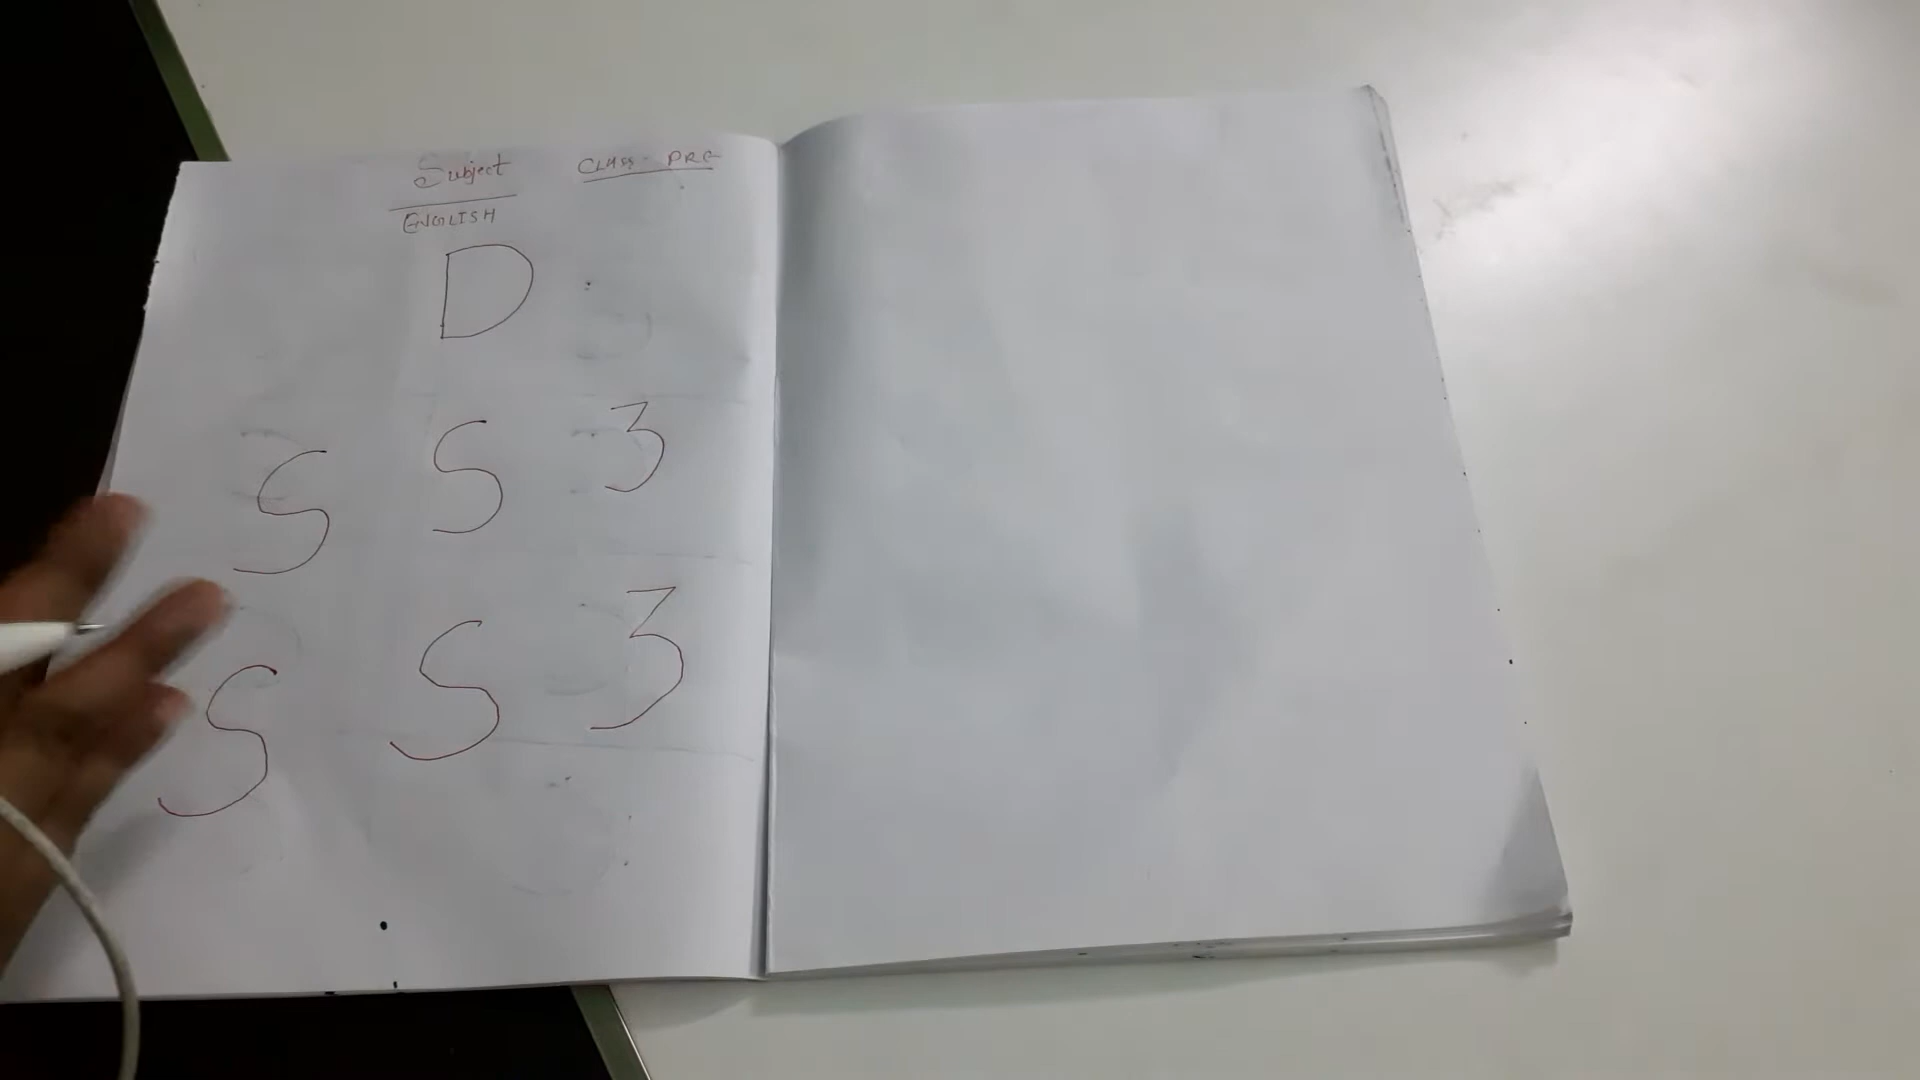 Subject CLASS - PRE
ENGLISH
D
S S 3
S S 3